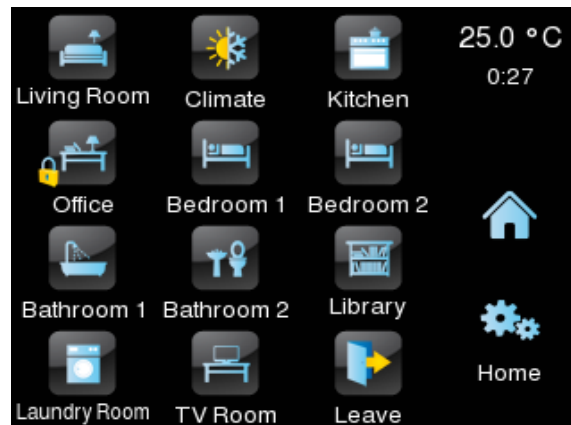 Living Room
Climate
Kitchen
25.0 °C
0:27
Office
Bedroom 1
Bedroom 2
Bathroom 1
Bathroom 2
Library
Laundry Room
TV Room
Leave
Home